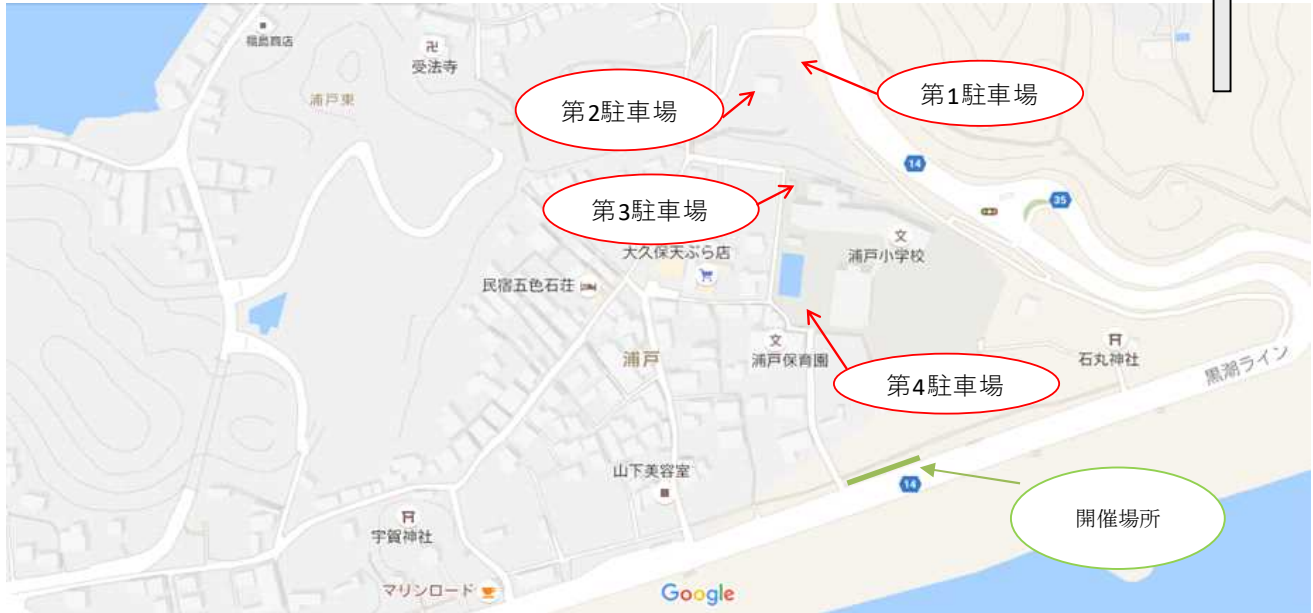 福島商店
卍
受法寺
浦戸東
第2駐車場
第1駐車場
14
35
第3駐車場
文
浦戸小学校
大久保天ぷら店
民宿五色石荘
浦戸
文
浦戸保育園
石丸神社
黒潮ライン
第4駐車場
山下美容室
14
開催場所
宇賀神社
マリンロード
Google